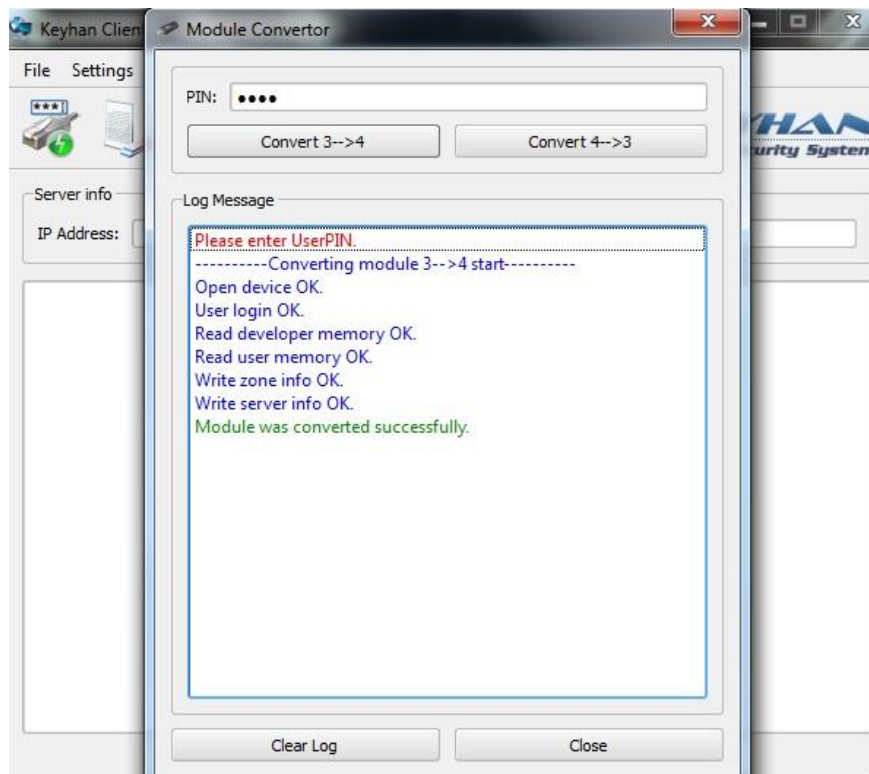 Keyhan Clien
Module Convertor
File Settings
PIN: ●●●●
Convert 3-->4
Convert 4-->3
Server info
IP Address:
Log Message
Please enter UserPIN.
----------Converting module 3-->4 start----------
Open device OK.
User login OK.
Read developer memory OK.
Read user memory OK.
Write zone info OK.
Write server info OK.
Module was converted successfully.
Clear Log
Close